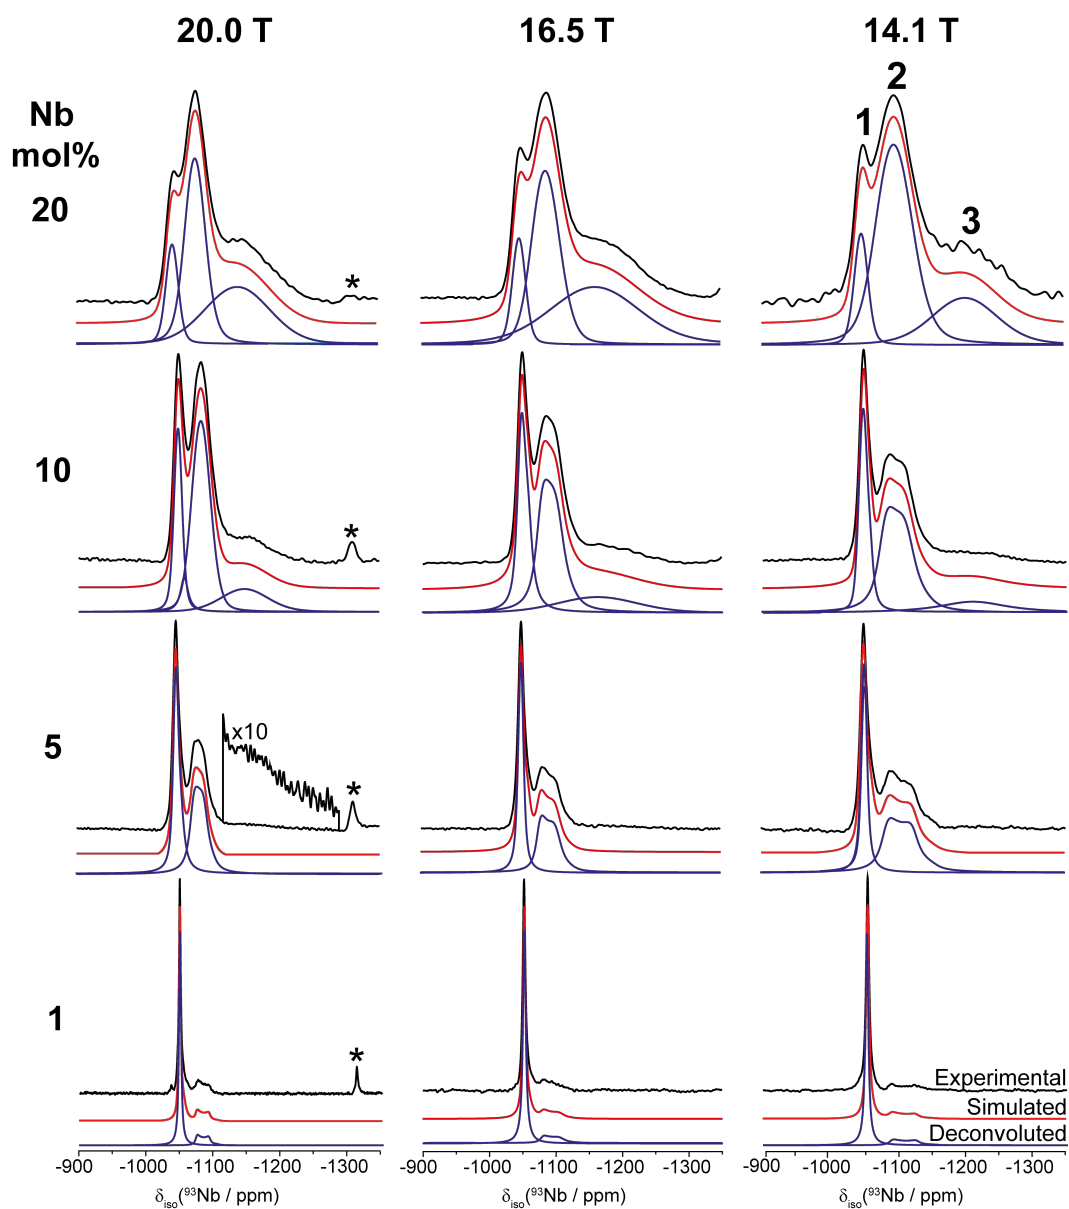 20.0 T 16.5 T 14.1 T
Nb
mol%
1 2 3
20
*
10
*
5
x10
*
1
*
Experimental
Simulated
Deconvoluted
-900 -1000 -1100 -1200 -1300 -900 -1000 -1100 -1200 -1300 -900 -1000 -1100 -1200 -1300
δiso(93Nb / ppm) δiso(93Nb / ppm) δiso(93Nb / ppm)